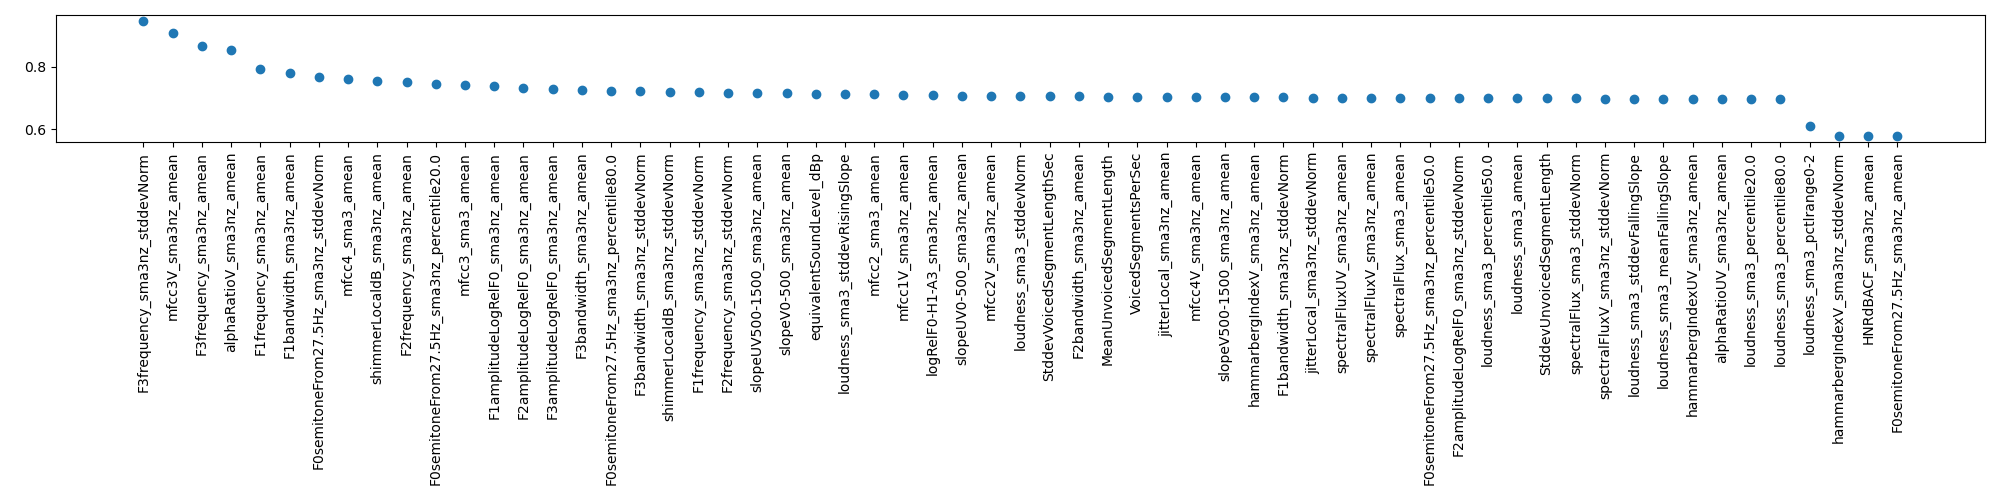 0.8
0.6
F3frequency_sma3nz_stddevNorm
mfcc3V_sma3nz_amean
F3frequency_sma3nz_amean
alphaRatioV_sma3nz_amean
F1frequency_sma3nz_amean
F1bandwidth_sma3nz_amean
F0semitoneFrom27.5Hz_sma3nz_stddevNorm
mfcc4_sma3_amean
shimmerLocaldB_sma3nz_amean
F2frequency_sma3nz_amean
F0semitoneFrom27.5Hz_sma3nz_percentile20.0
mfcc3_sma3_amean
F1amplitudeLogRelF0_sma3nz_amean
F2amplitudeLogRelF0_sma3nz_amean
F3amplitudeLogRelF0_sma3nz_amean
F3bandwidth_sma3nz_amean
F0semitoneFrom27.5Hz_sma3nz_percentile80.0
F3bandwidth_sma3nz_stddevNorm
shimmerLocaldB_sma3nz_stddevNorm
F1frequency_sma3nz_stddevNorm
F2frequency_sma3nz_stddevNorm
slopeUV500-1500_sma3nz_amean
slopeV0-500_sma3nz_amean
equivalentSoundLevel_dBp
loudness_sma3_stddevRisingSlope
mfcc2_sma3_amean
mfcc1V_sma3nz_amean
logRelF0-H1-A3_sma3nz_amean
slopeUV0-500_sma3nz_amean
mfcc2V_sma3nz_amean
loudness_sma3_stddevNorm
StddevVoicedSegmentLengthSec
F2bandwidth_sma3nz_amean
MeanUnvoicedSegmentLength
VoicedSegmentsPerSec
jitterLocal_sma3nz_amean
mfcc4V_sma3nz_amean
slopeV500-1500_sma3nz_amean
hammarbergIndexV_sma3nz_amean
F1bandwidth_sma3nz_stddevNorm
jitterLocal_sma3nz_stddevNorm
spectralFluxUV_sma3nz_amean
spectralFluxV_sma3nz_amean
spectralFlux_sma3_amean
F0semitoneFrom27.5Hz_sma3nz_percentile50.0
F2amplitudeLogRelF0_sma3nz_stddevNorm
loudness_sma3_percentile50.0
loudness_sma3_amean
StddevUnvoicedSegmentLength
spectralFlux_sma3_stddevNorm
spectralFluxV_sma3nz_stddevNorm
loudness_sma3_stddevFallingSlope
loudness_sma3_meanFallingSlope
hammarbergIndexUV_sma3nz_amean
alphaRatioUV_sma3nz_amean
loudness_sma3_percentile20.0
loudness_sma3_percentile80.0
loudness_sma3_pctlrange0-2
hammarbergIndexV_sma3nz_stddevNorm
HNRdBACF_sma3nz_amean
F0semitoneFrom27.5Hz_sma3nz_amean